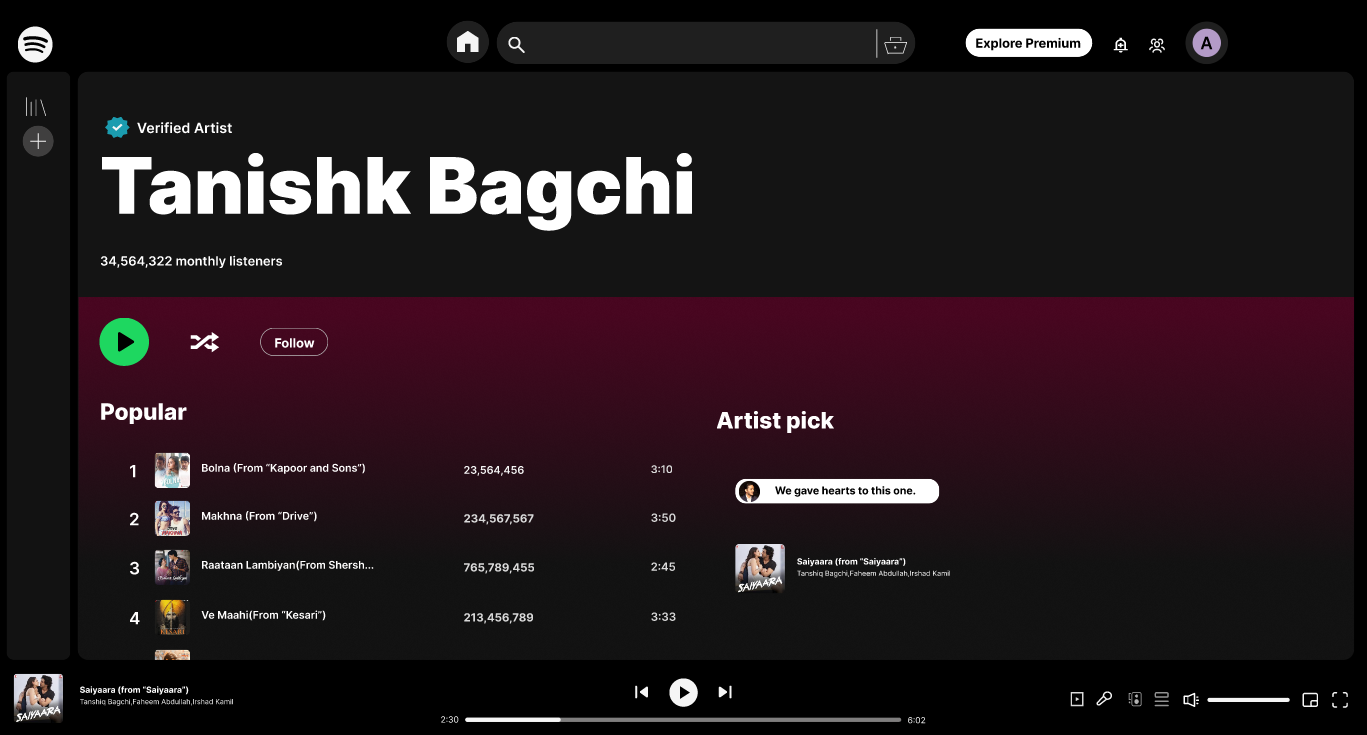 Explore Premium
A
Verified Artist
Tanishk Bagchi
34,564,322 monthly listeners
Follow
Popular
1 Bolna (From “Kapoor and Sons”) 23,564,456 3:10
2 Makhna (From “Drive”) 234,567,567 3:50
3 Raataan Lambiyan(From Shersh... 765,789,455 2:45
4 Ve Maahi(From “Kesari”) 213,456,789 3:33
Artist pick
We gave hearts to this one.
SAIYAARA
Saiyaara (from “Saiyaara”)
Tanshiq Bagchi,Faheem Abdullah,Irshad Kamil
SAIYAARA
Saiyaara (from “Saiyaara”)
Tanshiq Bagchi,Faheem Abdullah,Irshad Kamil
2:30
6:02